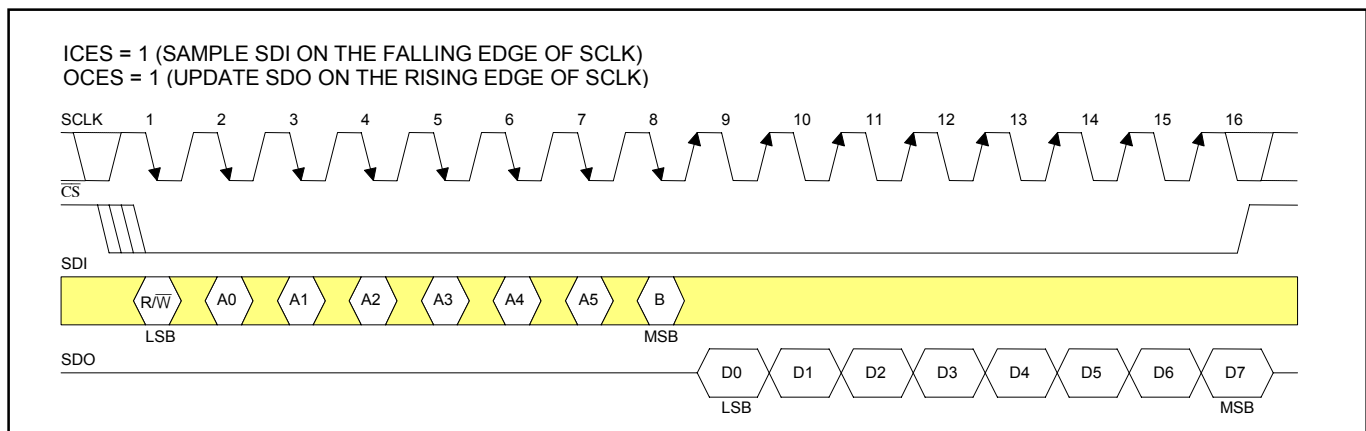 ICES = 1 (SAMPLE SDI ON THE FALLING EDGE OF SCLK)
OCES = 1 (UPDATE SDO ON THE RISING EDGE OF SCLK)
SCLK 1 2 3 4 5 6 7 8 9 10 11 12 13 14 15 16
C̅S̅
SDI
R/W̅ A0 A1 A2 A3 A4 A5 B
LSB MSB
SDO
D0 D1 D2 D3 D4 D5 D6 D7
LSB MSB